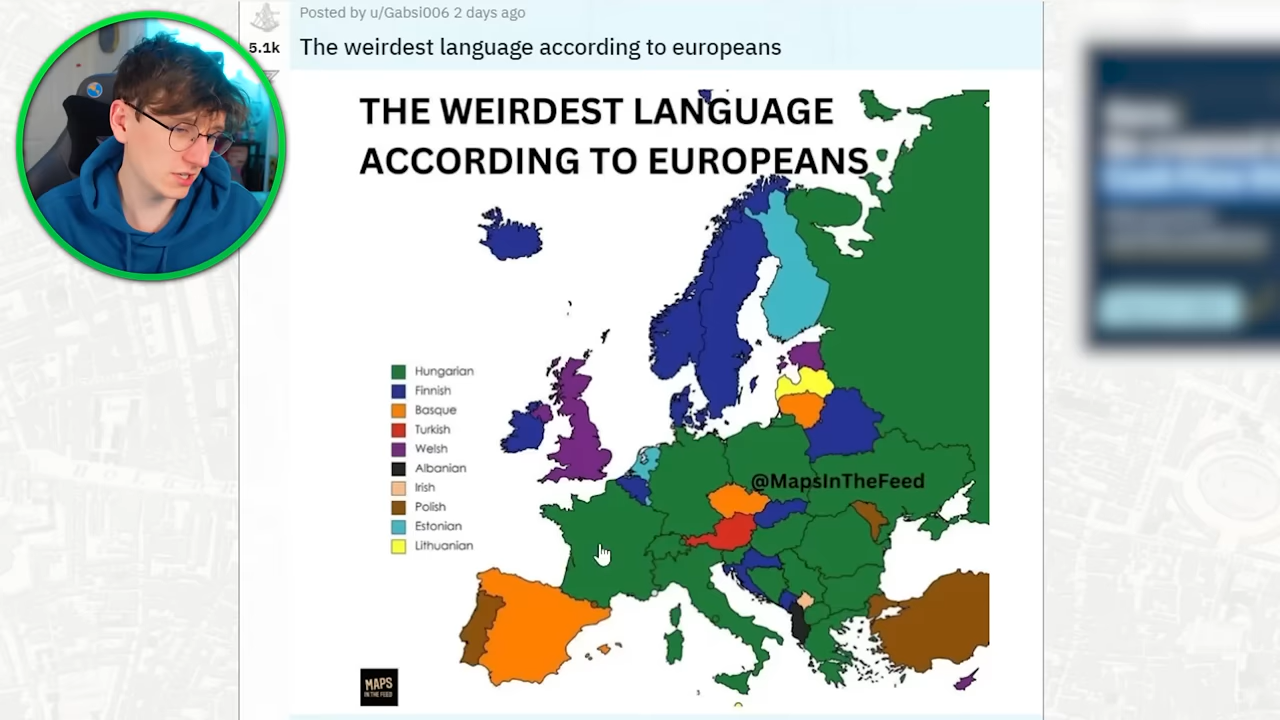 Posted by u/Gabsi006 2 days ago
5.1k
The weirdest language according to europeans
THE WEIRDEST LANGUAGE
ACCORDING TO EUROPEANS
Hungarian
Finnish
Basque
Turkish
Welsh
Albanian
Irish
Polish
Estonian
Lithuanian
@MapsInTheFeed
MAPS
IN THE FEED